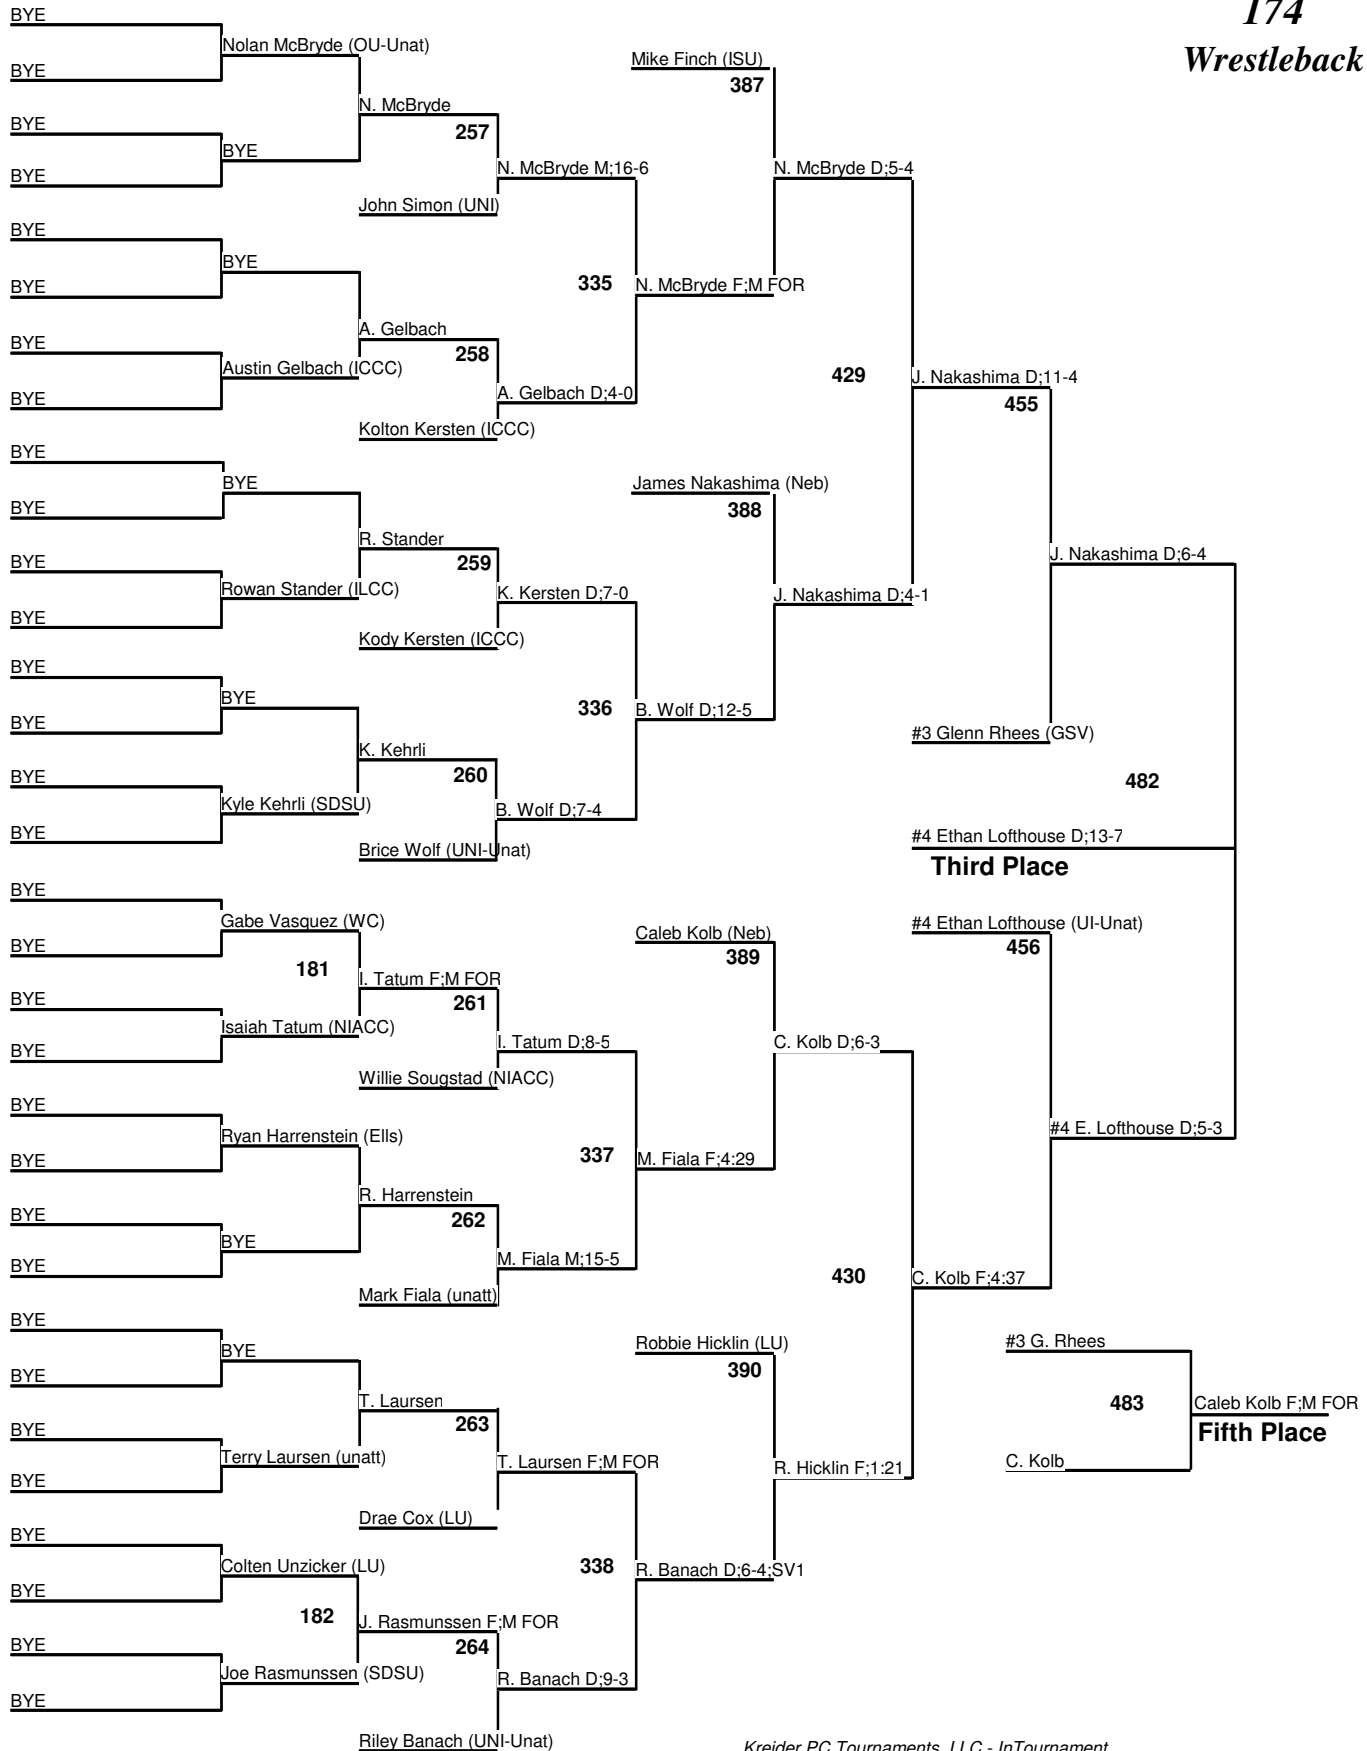 174
Wrestleback
BYE
Nolan McBryde (OU-Unat)
Mike Finch (ISU)
BYE
387
N. McBryde
BYE
257
BYE
N. McBryde M;16-6
N. McBryde D;5-4
BYE
John Simon (UNI)
BYE
BYE
335
N. McBryde F;M FOR
BYE
A. Gelbach
BYE
258
Austin Gelbach (ICCC)
429
J. Nakashima D;11-4
A. Gelbach D;4-0
BYE
455
Kolton Kersten (ICCC)
BYE
BYE
James Nakashima (Neb)
BYE
388
R. Stander
BYE
259
J. Nakashima D;6-4
Rowan Stander (ILCC)
K. Kersten D;7-0
J. Nakashima D;4-1
BYE
Kody Kersten (ICCC)
BYE
BYE
336
B. Wolf D;12-5
BYE
#3 Glenn Rhees (GSV)
K. Kehrli
BYE
260
482
Kyle Kehrli (SDSU)
B. Wolf D;7-4
BYE
#4 Ethan Lofthouse D;13-7
Brice Wolf (UNI-Unat)
Third Place
BYE
Gabe Vasquez (WC)
Caleb Kolb (Neb)
#4 Ethan Lofthouse (UI-Unat)
BYE
389
456
181
I. Tatum F;M FOR
BYE
261
Isaiah Tatum (NIACC)
I. Tatum D;8-5
C. Kolb D;6-3
BYE
Willie Sougstad (NIACC)
BYE
Ryan Harrenstein (Ells)
#4 E. Lofthouse D;5-3
BYE
337
M. Fiala F;4:29
R. Harrenstein
BYE
262
BYE
M. Fiala M;15-5
BYE
430
C. Kolb F;4:37
Mark Fiala (unatt)
BYE
BYE
Robbie Hicklin (LU)
#3 G. Rhees
BYE
390
T. Laursen
483
Caleb Kolb F;M FOR
BYE
263
Fifth Place
Terry Laursen (unatt)
T. Laursen F;M FOR
R. Hicklin F;1:21
C. Kolb
BYE
Drae Cox (LU)
BYE
Colten Unzicker (LU)
338
R. Banach D;6-4;SV1
BYE
182
J. Rasmunssen F;M FOR
BYE
264
Joe Rasmunssen (SDSU)
R. Banach D;9-3
BYE
Riley Banach (UNI-Unat)
Kreider PC Tournaments, LLC - InTournament